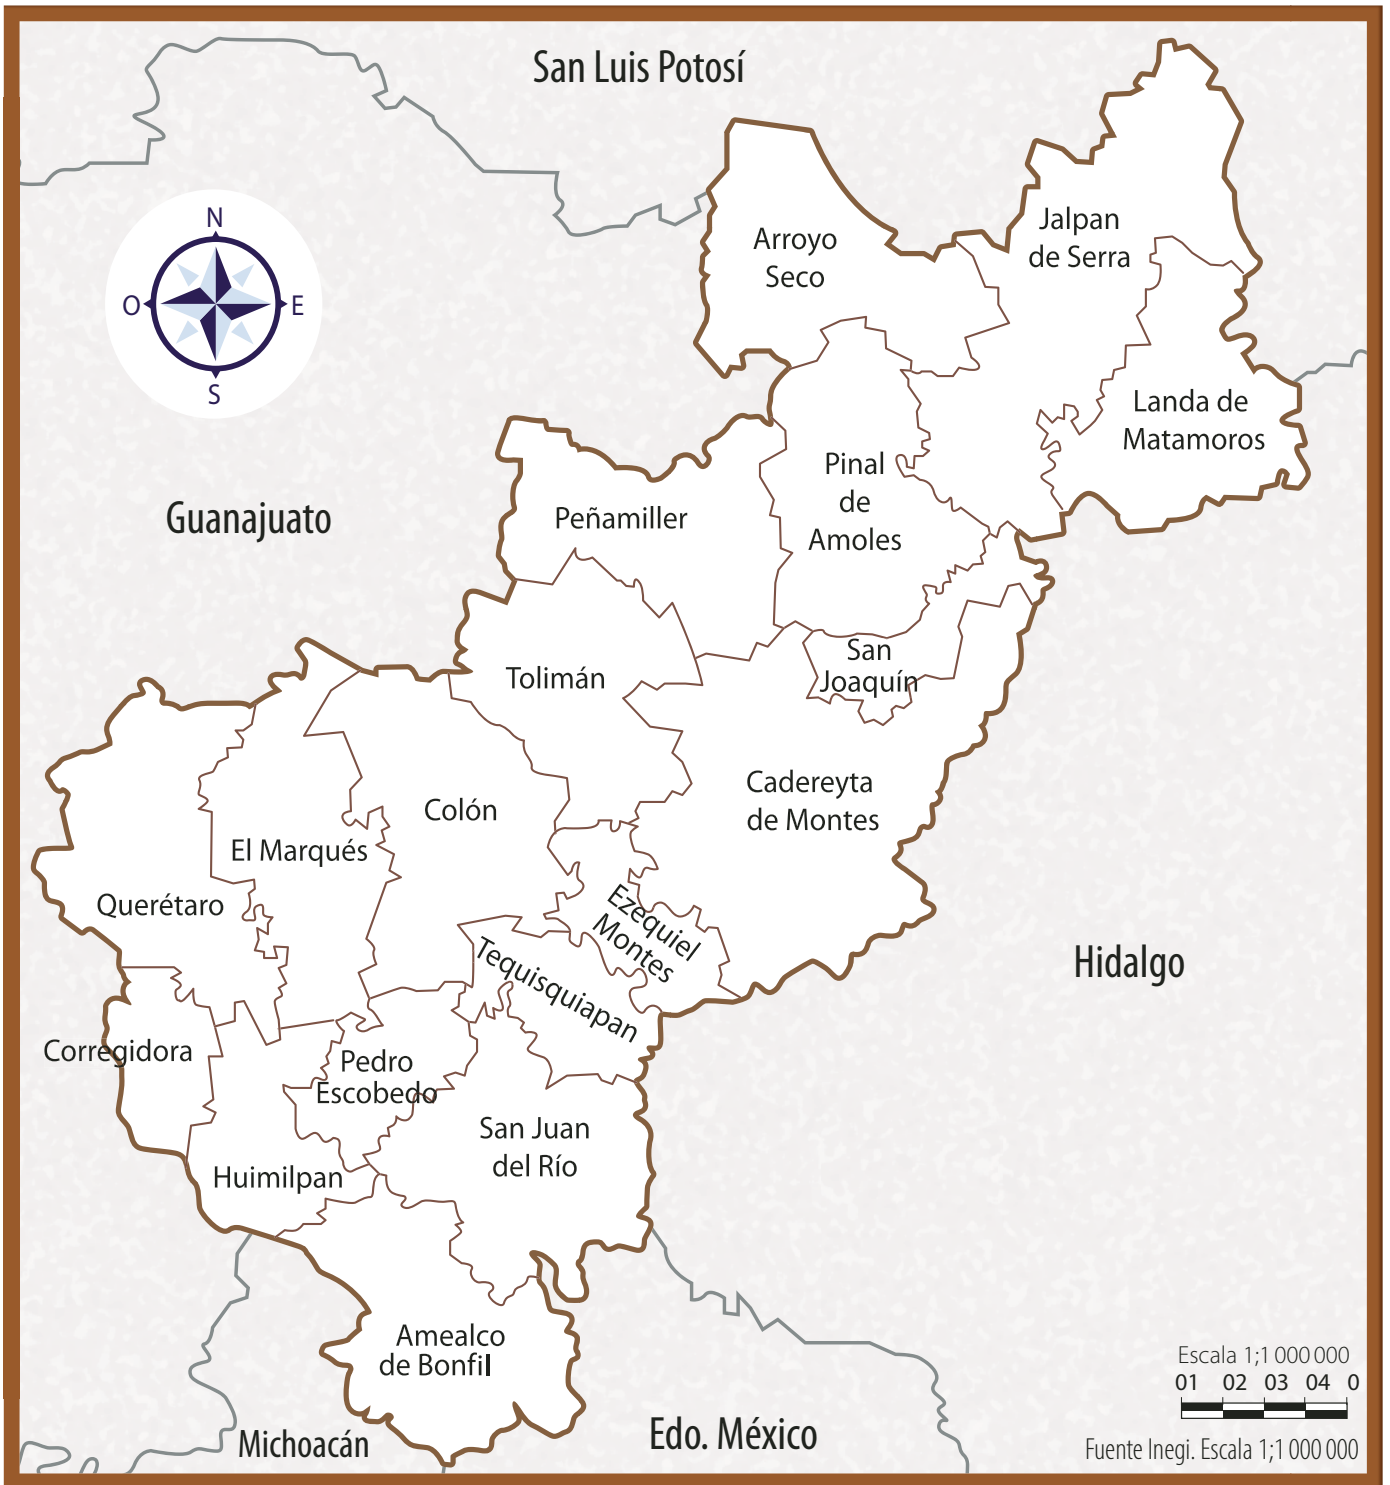 San Luis Potosí
N
O
E
S
Jalpan
de Serra
Arroyo
Seco
Landa de
Matamoros
Pinal
de
Amoles
Guanajuato
Peñamiller
San
Joaquín
Tolimán
Cadereyta
de Montes
Colón
El Marqués
Querétaro
Ezequiel
Montes
Tequisquiapan
Hidalgo
Corregidora
Pedro
Escobedo
San Juan
del Río
Huimilpan
Amealco
de Bonfil
Michoacán
Edo. México
Escala 1;1 000 000
01 02 03 04 0
Fuente Inegi. Escala 1;1 000 000